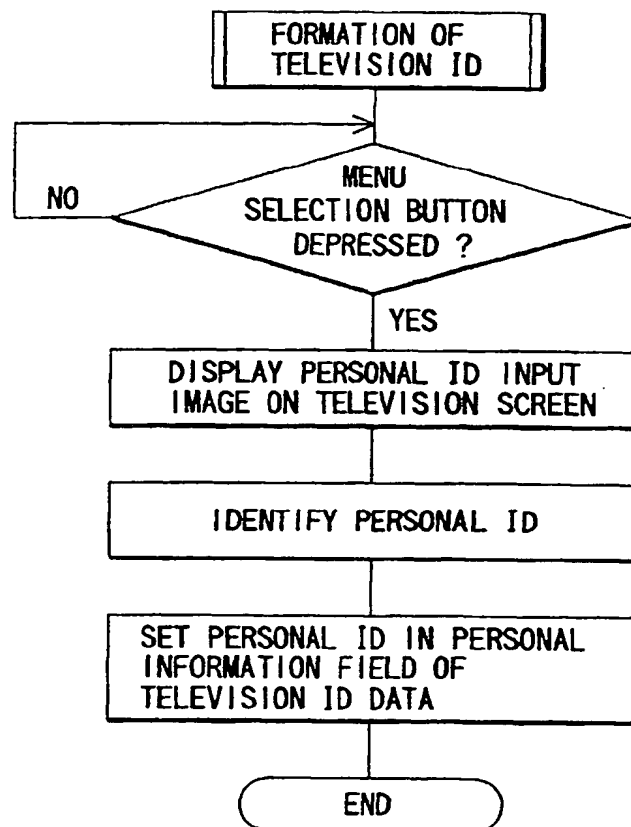 FORMATION OF
TELEVISION ID
MENU
SELECTION BUTTON
DEPRESSED ?
NO
YES
DISPLAY PERSONAL ID INPUT
IMAGE ON TELEVISION SCREEN
IDENTIFY PERSONAL ID
SET PERSONAL ID IN PERSONAL
INFORMATION FIELD OF
TELEVISION ID DATA
END